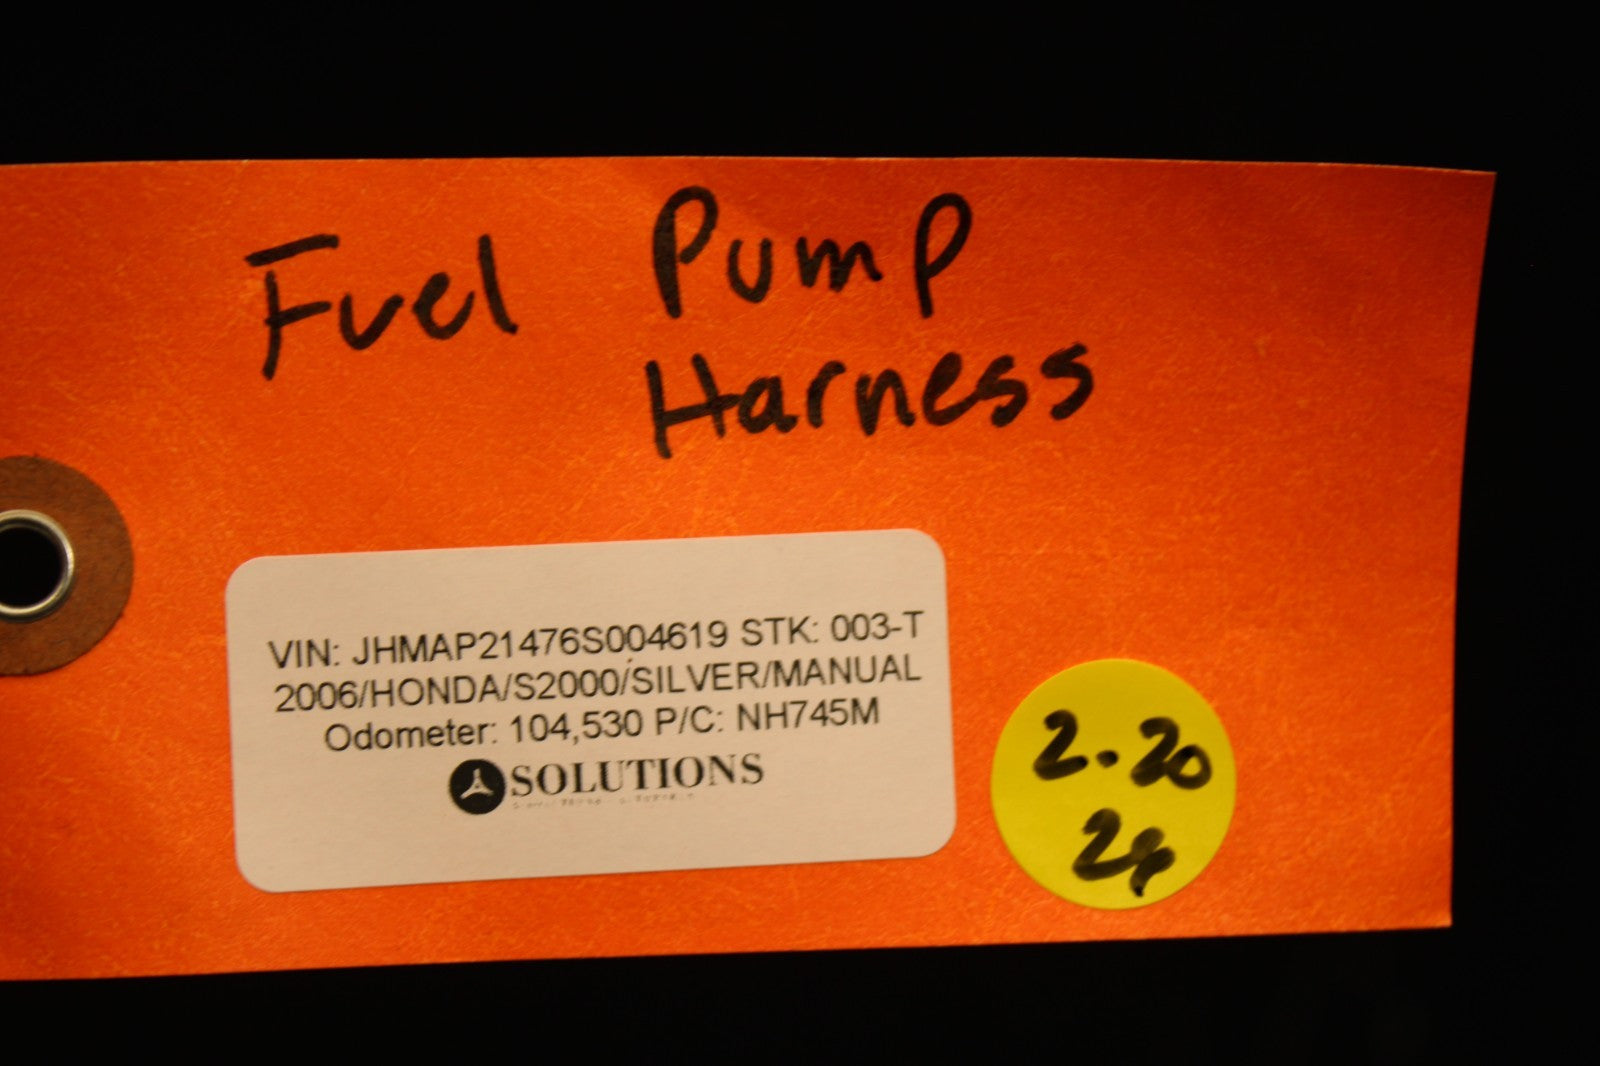 Fuel Pump
Harness
VIN: JHMAP21476S004619 STK: 003-T
2006/HONDA/S2000/SILVER/MANUAL
Odometer: 104,530 P/C: NH745M
SOLUTIONS
2.20
24